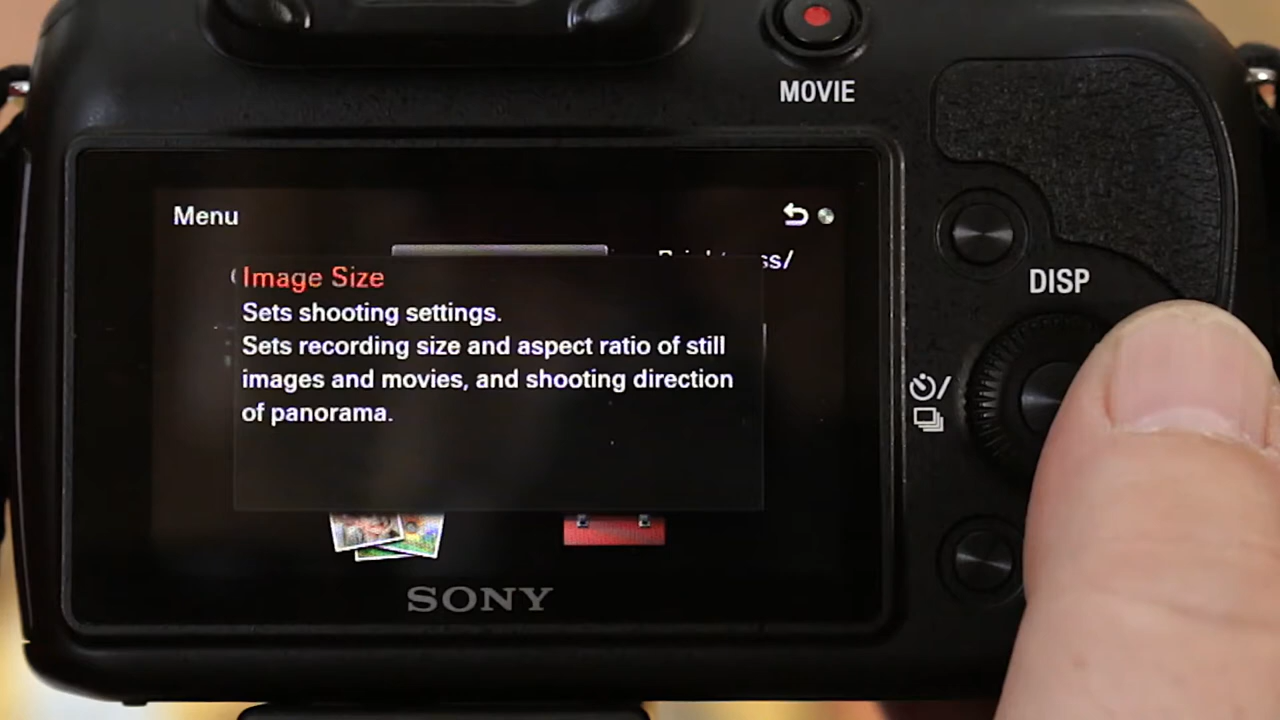 MOVIE
Menu
Image Size
Sets shooting settings.
Sets recording size and aspect ratio of still
images and movies, and shooting direction
of panorama.
DISP
SONY